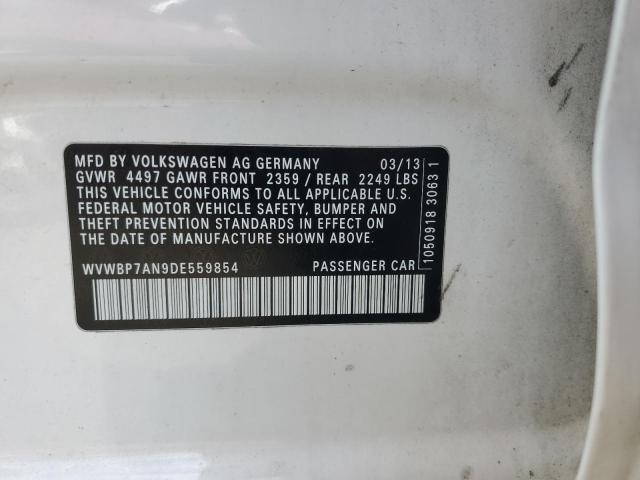 MFD BY VOLKSWAGEN AG GERMANY 03/13
GVWR 4497 GAWR FRONT 2359 / REAR 2249 LBS
THIS VEHICLE CONFORMS TO ALL APPLICABLE U.S.
FEDERAL MOTOR VEHICLE SAFETY, BUMPER AND
THEFT PREVENTION STANDARDS IN EFFECT ON
THE DATE OF MANUFACTURE SHOWN ABOVE.
WVWBP7AN9DE559854 PASSENGER CAR
1050918 30631